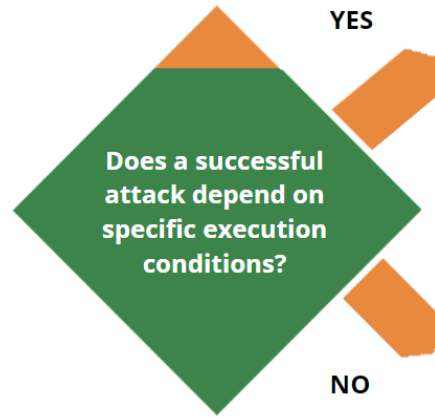 YES
Does a successful
attack depend on
specific execution
conditions?
NO